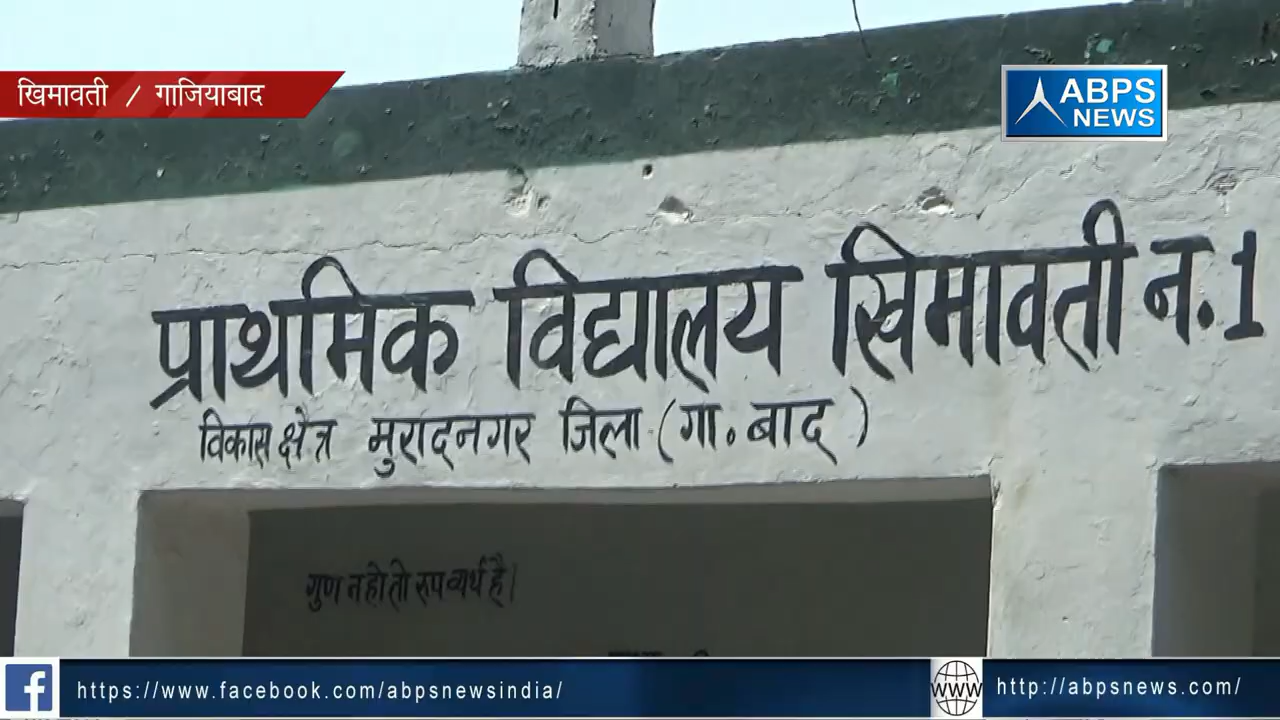 खिमावती / गाजियाबाद
ABPS
NEWS
प्राथमिक विद्यालय खिमावती न. 1
विकास क्षैत्र मुरादनगर जिला (गा. बाद)
गुण न हो तो रुप व्यर्थ है।
https://www.facebook.com/abpsnewsindia/
WWW
http://abpsnews.com/